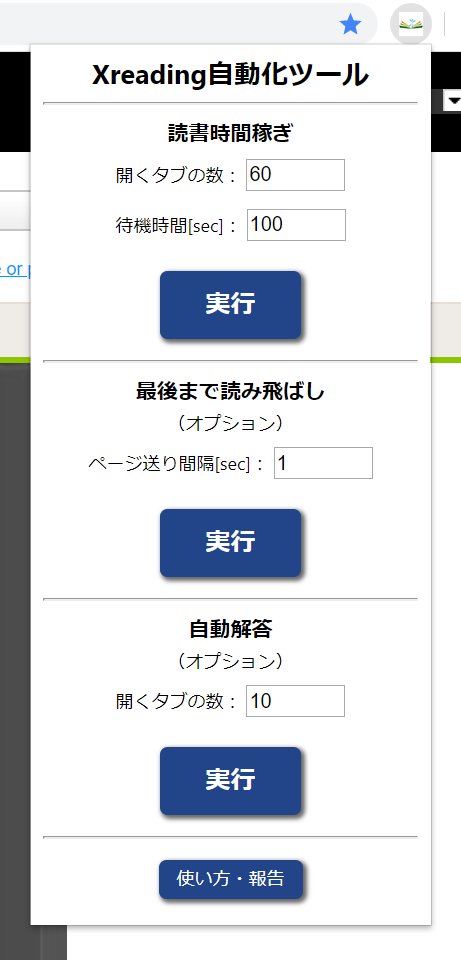 Xreading自動化ツール
読書時間稼ぎ
開くタブの数： 60
待機時間[sec]： 100
e or p
実行
最後まで読み飛ばし
（オプション）
ページ送り間隔[sec]： 1
実行
自動解答
（オプション）
開くタブの数： 10
実行
使い方・報告